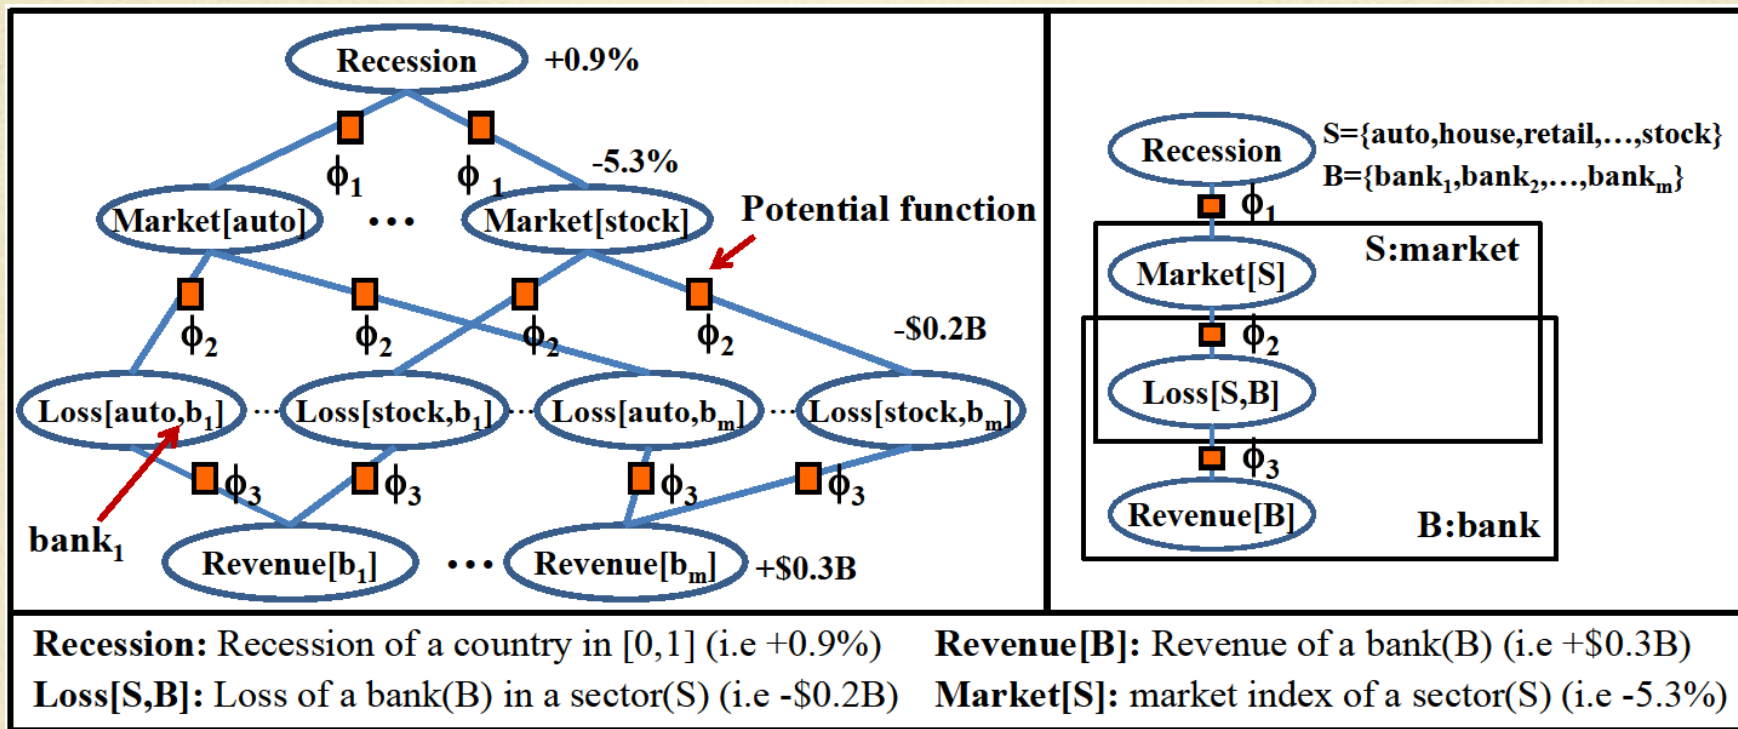 Recession +0.9%
ϕ1 ϕ1 -5.3%
Market[auto] ... Market[stock]
Potential function
ϕ2 ϕ2 ϕ2 ϕ2 -$0.2B
Loss[auto,b1] ... Loss[stock,b1] ... Loss[auto,bm] ... Loss[stock,bm]
ϕ3 ϕ3 ϕ3 ϕ3
bank1
Revenue[b1] ... Revenue[bm] +$0.3B
Recession
S={auto,house,retail,...,stock}
B={bank1,bank2,...,bankm}
ϕ1
S:market
Market[S]
ϕ2
Loss[S,B]
ϕ3
Revenue[B]
B:bank
Recession: Recession of a country in [0,1] (i.e +0.9%)
Revenue[B]: Revenue of a bank(B) (i.e +$0.3B)
Loss[S,B]: Loss of a bank(B) in a sector(S) (i.e -$0.2B)
Market[S]: market index of a sector(S) (i.e -5.3%)